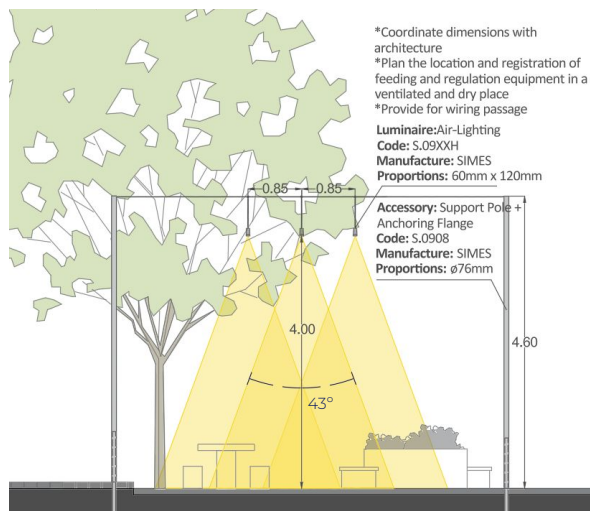 *Coordinate dimensions with
architecture
*Plan the location and registration of
feeding and regulation equipment in a
ventilated and dry place
*Provide for wiring passage
Luminaire:Air-Lighting
Code: S.09XXH
Manufacture: SIMES
Proportions: 60mm x 120mm
0.85
0.85
Accessory: Support Pole +
Anchoring Flange
Code: S.0908
Manufacture: SIMES
Proportions: ø76mm
4.00
4.60
43°